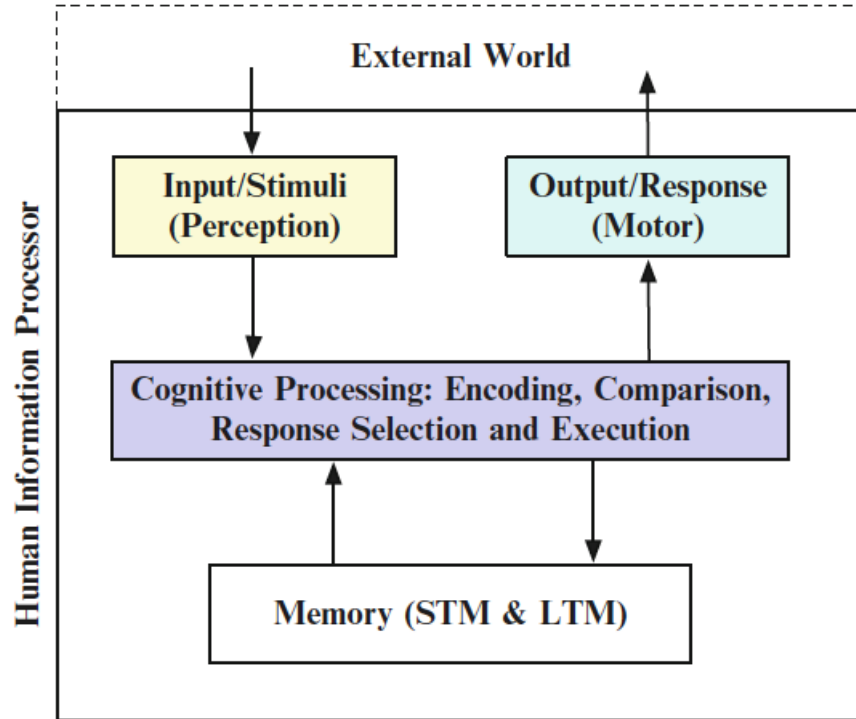 External World
Input/Stimuli
(Perception)
Output/Response
(Motor)
Cognitive Processing: Encoding, Comparison,
Response Selection and Execution
Memory (STM & LTM)
Human Information Processor